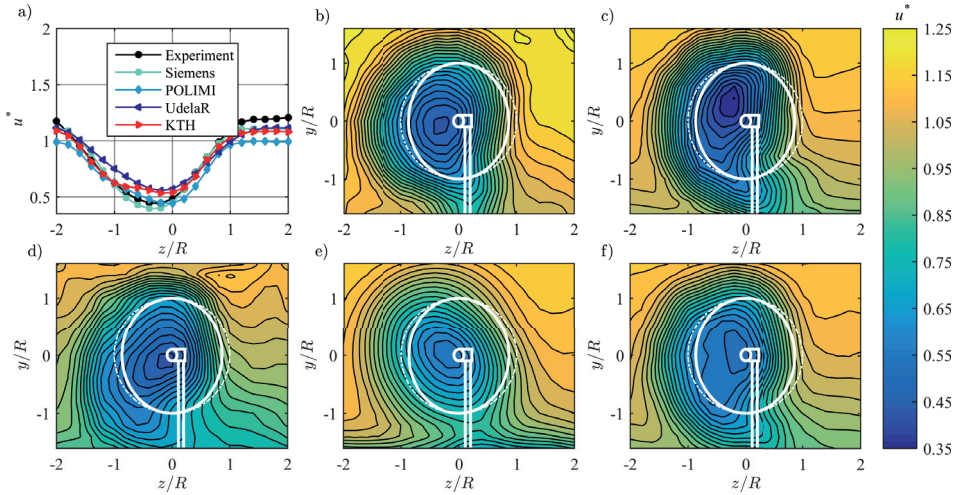 a)
2
1.5
1
0.5
u*
-2 -1 0 1 2
z/R
Experiment
Siemens
POLIMI
UdelaR
KTH
b)
1
0
-1
y/R
-2 -1 0 1 2
z/R
c)
1
0
-1
y/R
-2 -1 0 1 2
z/R
u*
1.25
1.15
1.05
0.95
0.85
0.75
0.65
0.55
0.45
0.35
d)
1
0
-1
y/R
-2 -1 0 1 2
z/R
e)
1
0
-1
y/R
-2 -1 0 1 2
z/R
f)
1
0
-1
y/R
-2 -1 0 1 2
z/R